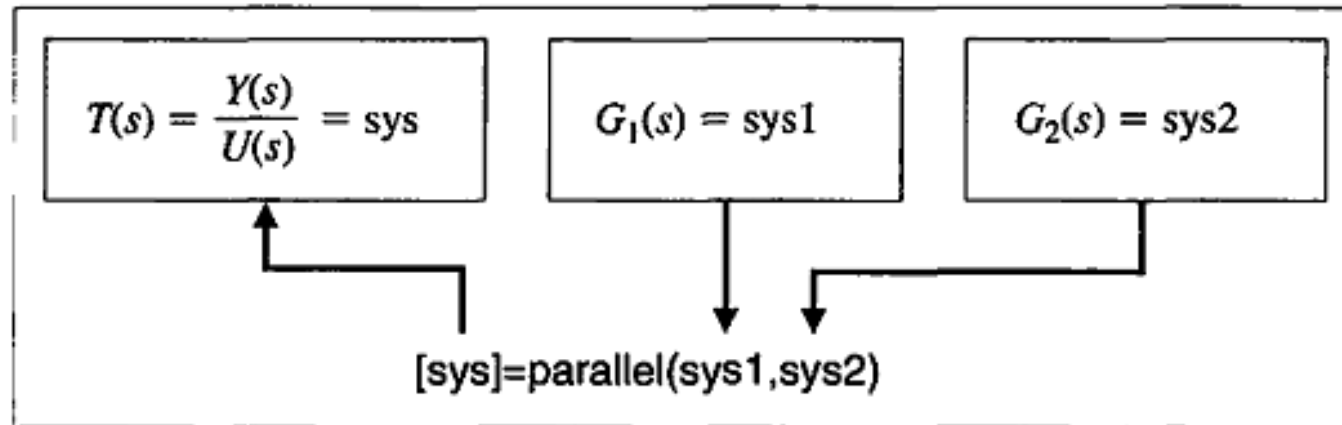 T(s) = Y(s)/U(s) = sys
G₁(s) = sys1
G₂(s) = sys2
[sys]=parallel(sys1,sys2)